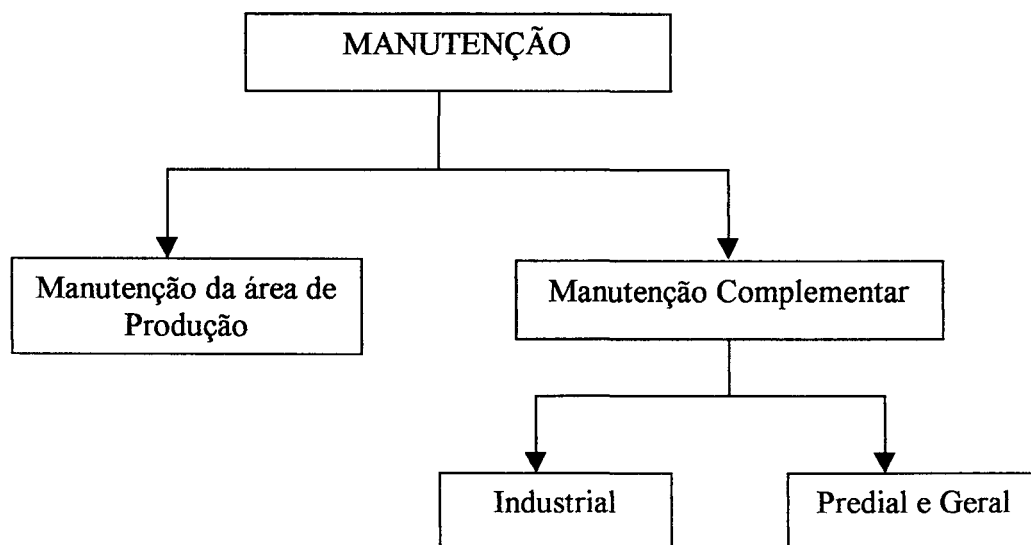 MANUTENÇÃO
Manutenção da área de
Produção
Manutenção Complementar
Industrial
Predial e Geral